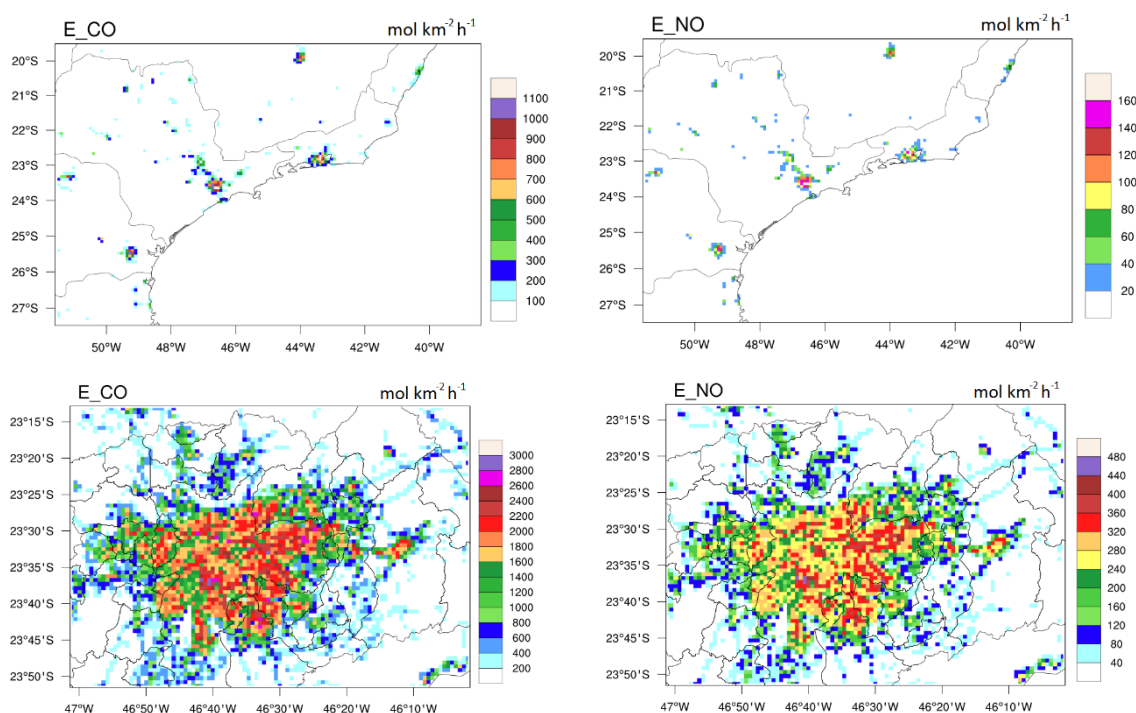 E_CO mol km⁻² h⁻¹
20°S
21°S
22°S
23°S
24°S
25°S
26°S
27°S
50°W 48°W 46°W 44°W 42°W 40°W
1100
1000
900
800
700
600
500
400
300
200
100
E_NO mol km⁻² h⁻¹
20°S
21°S
22°S
23°S
24°S
25°S
26°S
27°S
50°W 48°W 46°W 44°W 42°W 40°W
160
140
120
100
80
60
40
20
E_CO mol km⁻² h⁻¹
23°15'S
23°20'S
23°25'S
23°30'S
23°35'S
23°40'S
23°45'S
23°50'S
47°W 46°50'W 46°40'W 46°30'W 46°20'W 46°10'W
3000
2800
2600
2400
2200
2000
1800
1600
1400
1200
1000
800
600
400
200
E_NO mol km⁻² h⁻¹
23°15'S
23°20'S
23°25'S
23°30'S
23°35'S
23°40'S
23°45'S
23°50'S
47°W 46°50'W 46°40'W 46°30'W 46°20'W 46°10'W
480
440
400
360
320
280
240
200
160
120
80
40